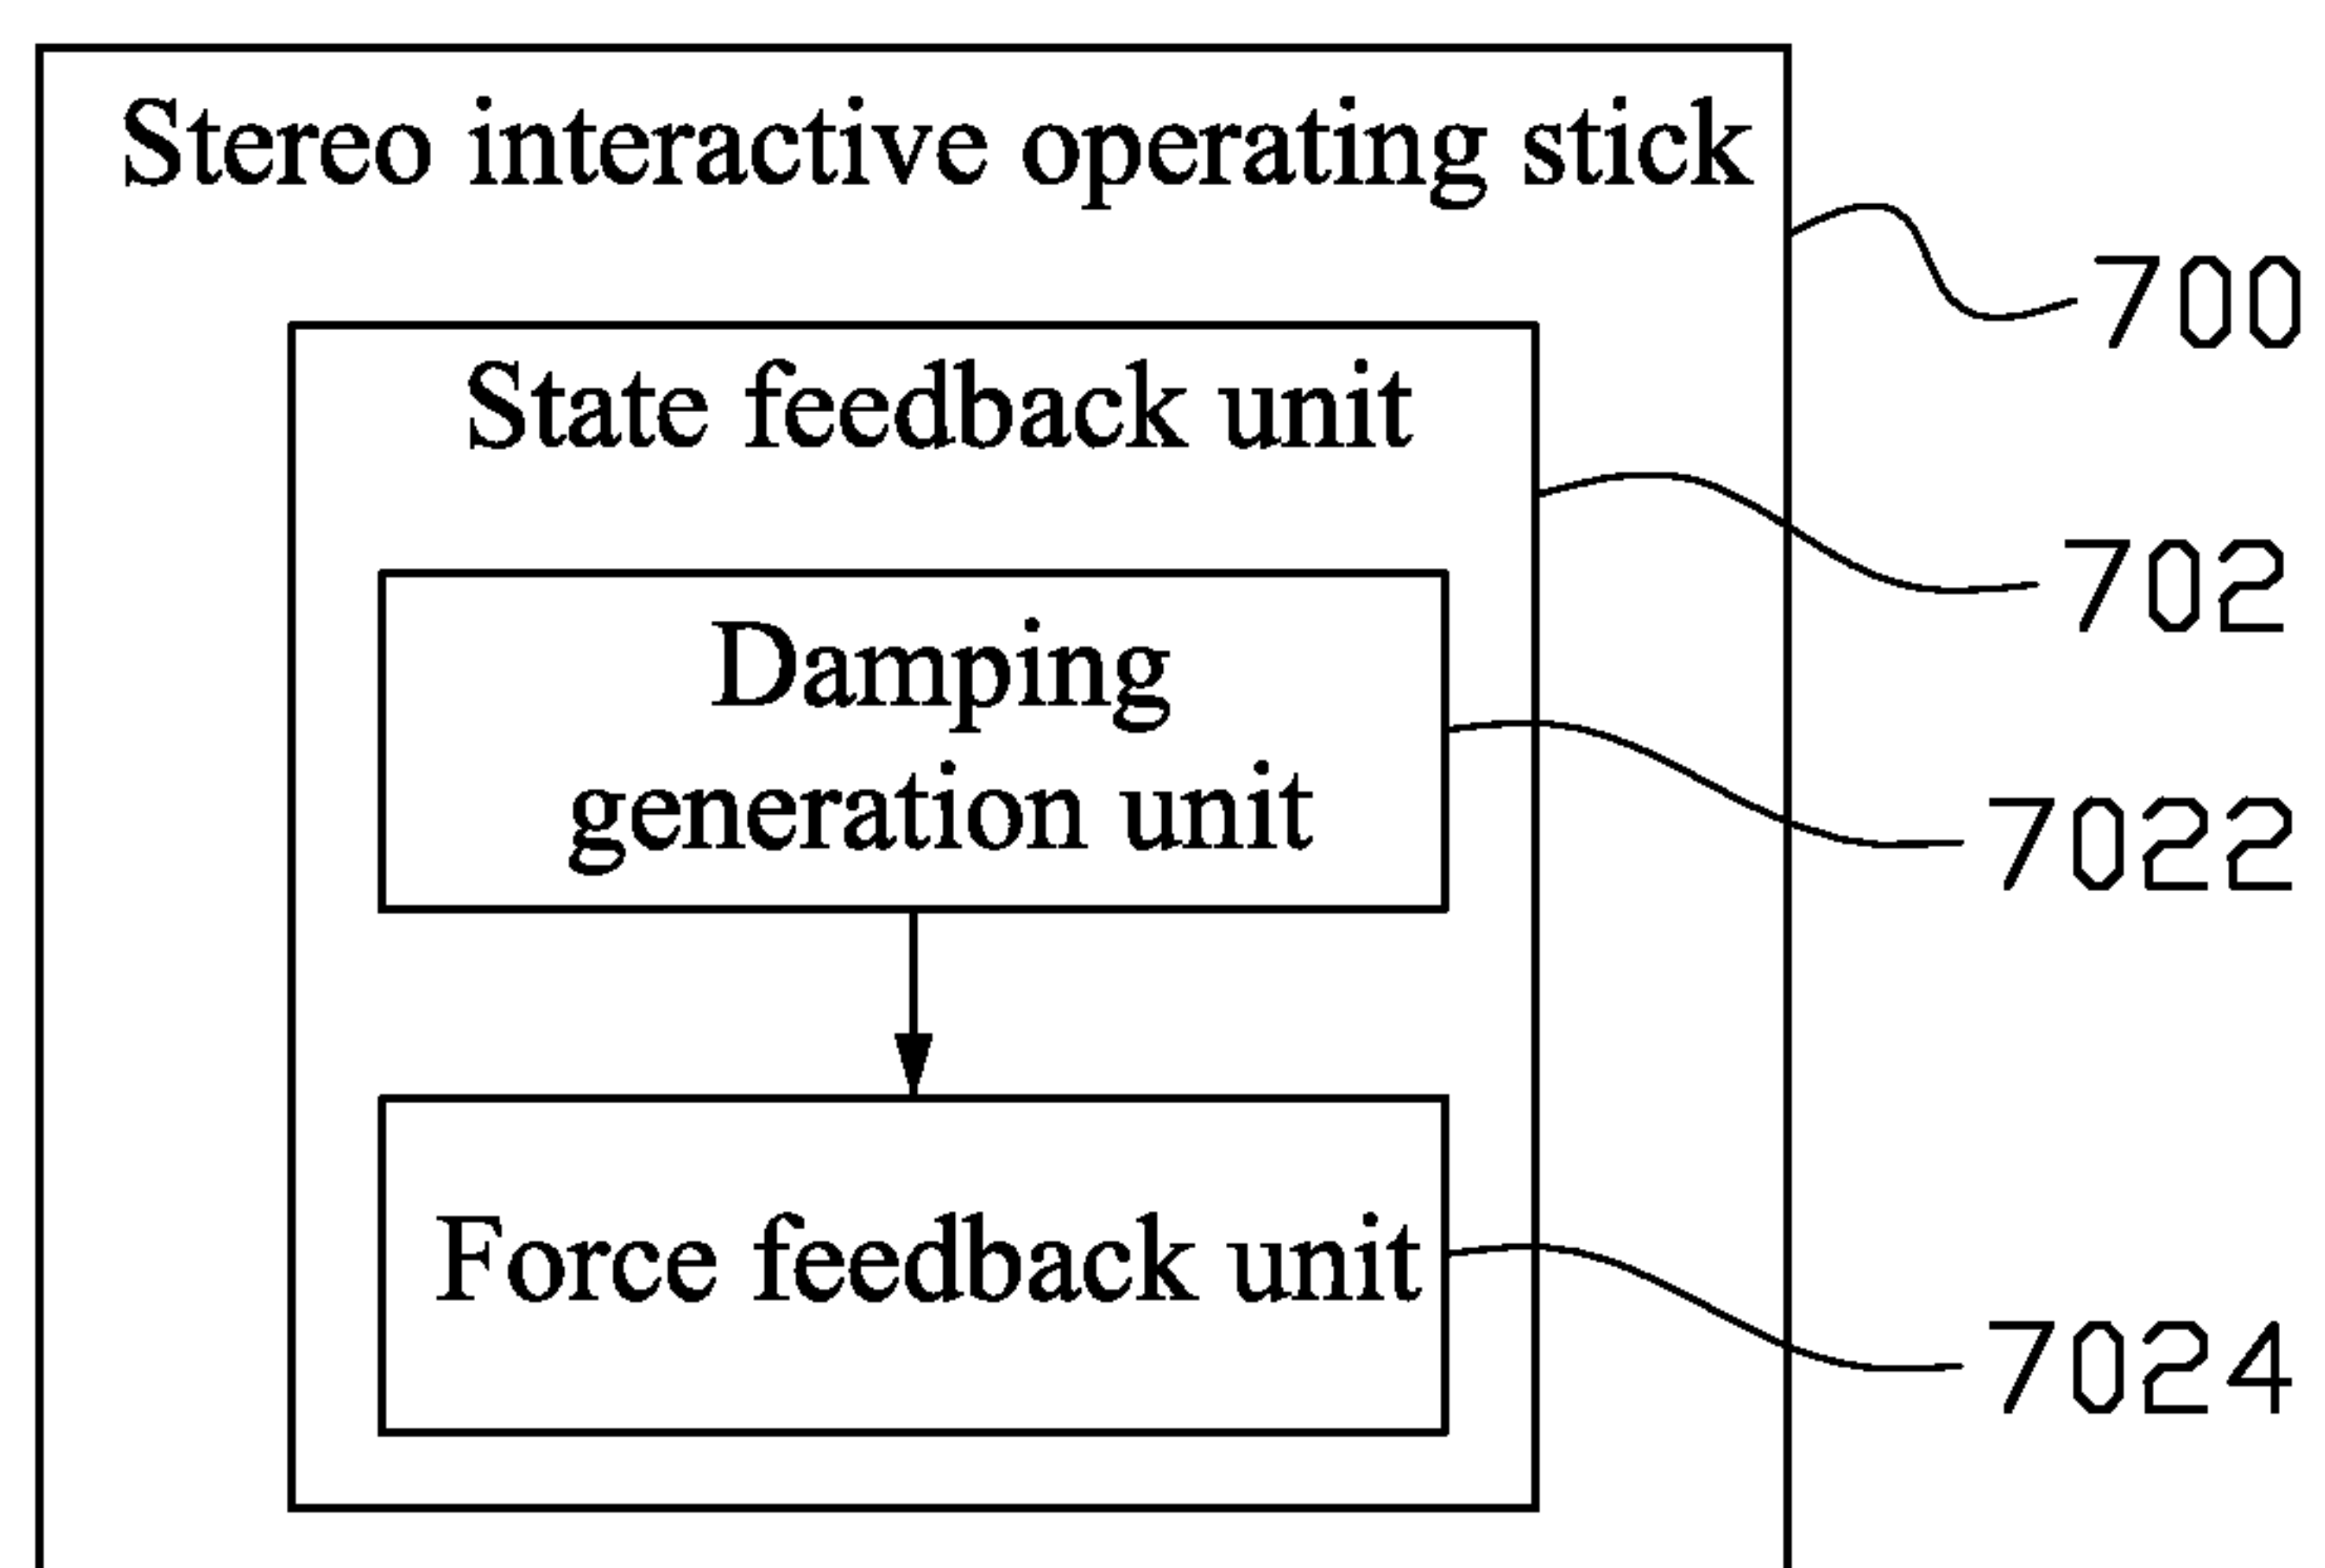 Stereo interactive operating stick
700
State feedback unit
702
Damping
generation unit
7022
Force feedback unit
7024